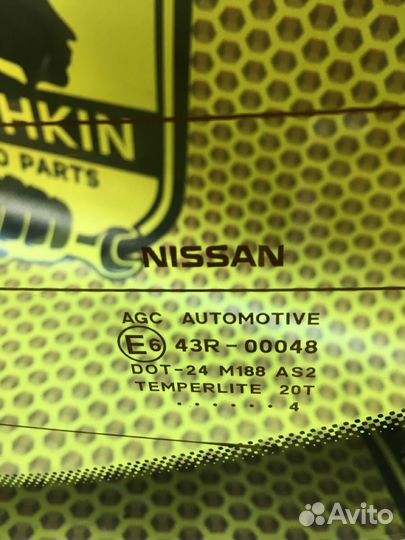 HKIN
PARTS
NISSAN
AGC AUTOMOTIVE
E6 43R-00048
DOT-24 M188 AS2
TEMPERLITE 20T
...... 4
Avito